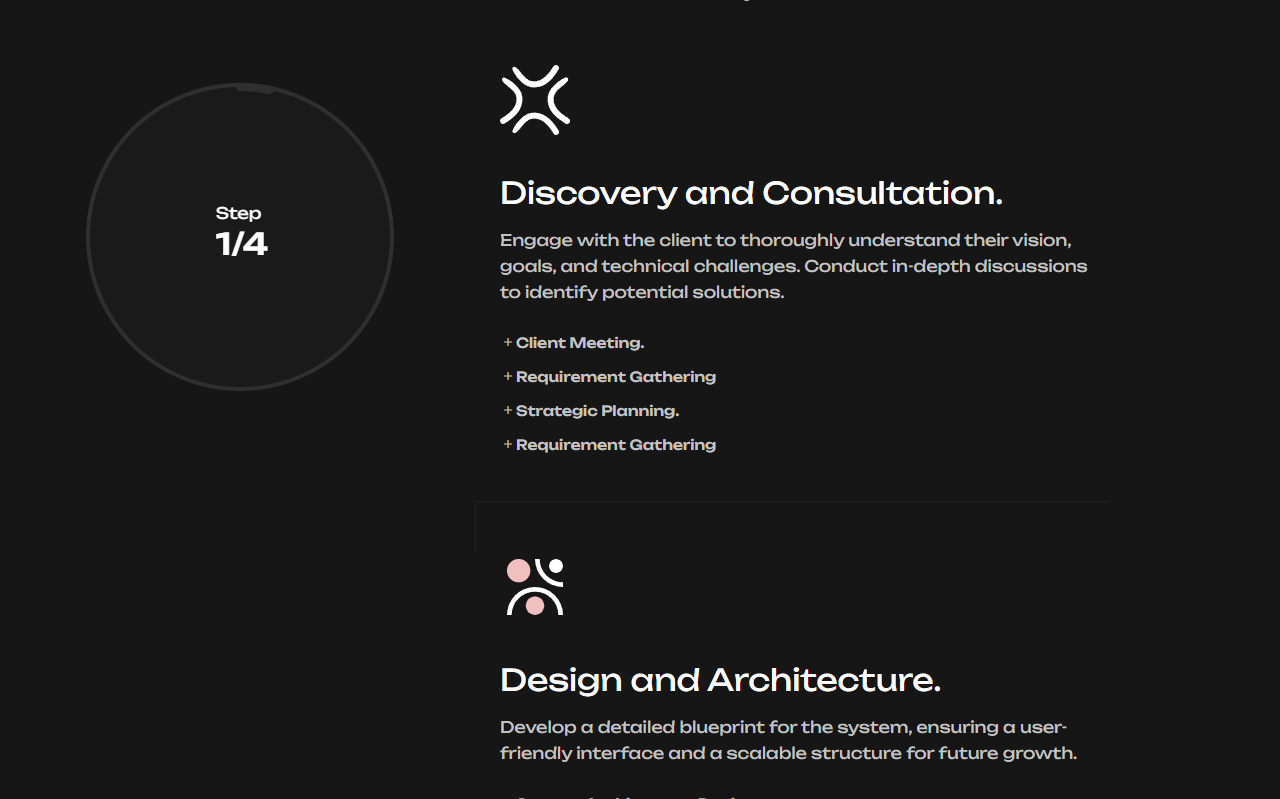 Step
1/4
Discovery and Consultation.
Engage with the client to thoroughly understand their vision,
goals, and technical challenges. Conduct in-depth discussions
to identify potential solutions.
+ Client Meeting.
+ Requirement Gathering
+ Strategic Planning.
+ Requirement Gathering
Design and Architecture.
Develop a detailed blueprint for the system, ensuring a user-
friendly interface and a scalable structure for future growth.